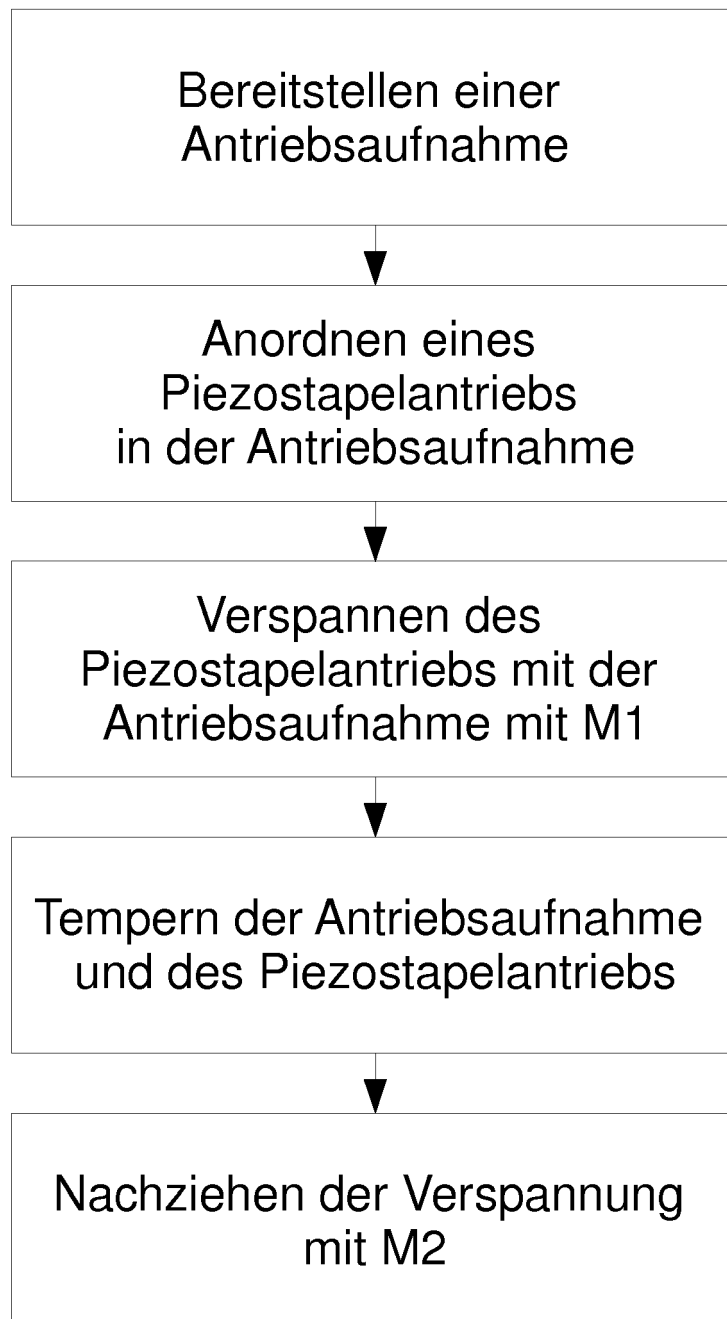 Bereitstellen einer
Antriebsaufnahme
Anordnen eines
Piezostapelantriebs
in der Antriebsaufnahme
Verspannen des
Piezostapelantriebs mit der
Antriebsaufnahme mit M1
Tempern der Antriebsaufnahme
und des Piezostapelantriebs
Nachziehen der Verspannung
mit M2